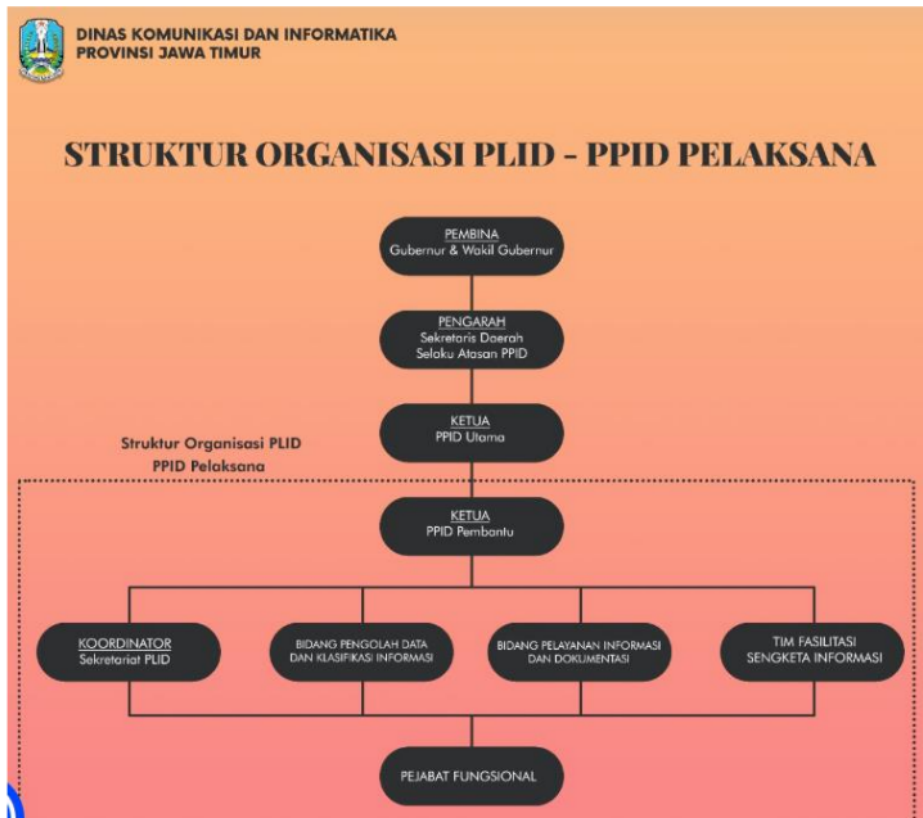 DINAS KOMUNIKASI DAN INFORMATIKA
PROVINSI JAWA TIMUR
STRUKTUR ORGANISASI PLID - PPID PELAKSANA
PEMBINA
Gubernur & Wakil Gubernur
PENGARAH
Sekretaris Daerah
Selaku Atasan PPID
KETUA
PPID Utama
Struktur Organisasi PLID
PPID Pelaksana
KETUA
PPID Pembantu
KOORDINATOR
Sekretariat PLID
BIDANG PENGOLAH DATA
DAN KLASIFIKASI INFORMASI
BIDANG PELAYANAN INFORMASI
DAN DOKUMENTASI
TIM FASILITASI
SENGKETA INFORMASI
PEJABAT FUNGSIONAL